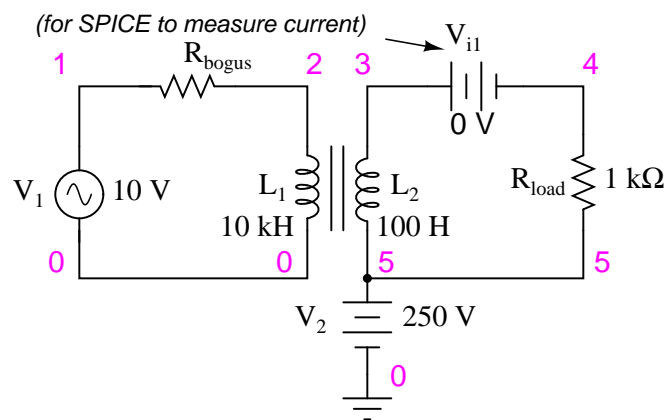 (for SPICE to measure current)
V_i1
1
R_bogus
2
3
4
0 V
V_1
10 V
L_1
L_2
R_load
1 kΩ
10 kH
100 H
0
0
5
5
V_2
250 V
0